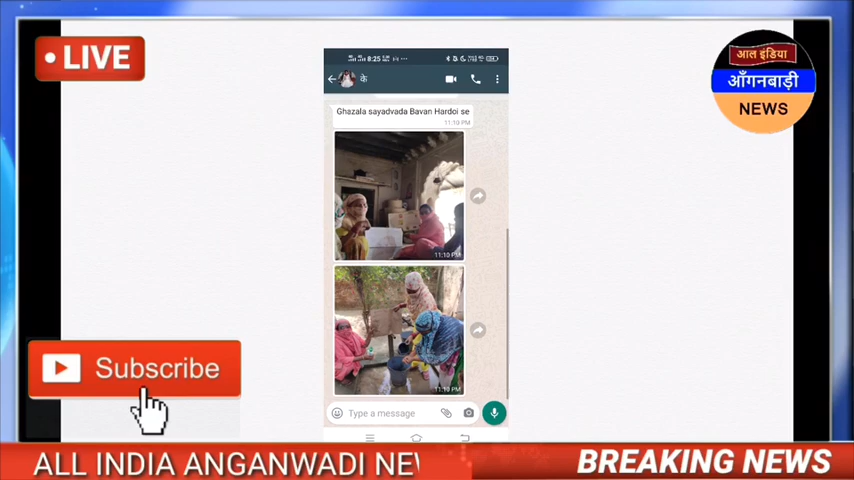 LIVE
8:25
के
आल इंडिया
आँगनबाड़ी
NEWS
Ghazala sayadvada Bavan Hardoi se
11:10 PM
11:10 PM
11:10 PM
Subscribe
Type a message
ALL INDIA ANGANWADI NEW
BREAKING NEWS